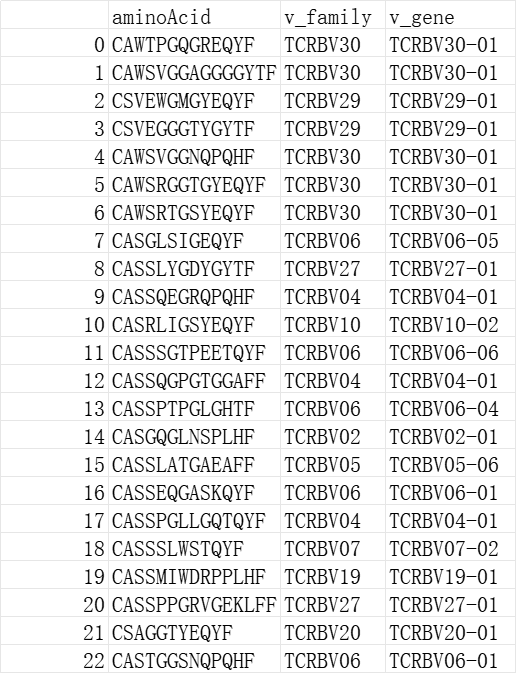 aminoAcid v_family v_gene
0 CAWTPGQGREQYF TCRBV30 TCRBV30-01
1 CAWSVGGAGGGGYTF TCRBV30 TCRBV30-01
2 CSVEWGMGYEQYF TCRBV29 TCRBV29-01
3 CSVEGGGTYGYTF TCRBV29 TCRBV29-01
4 CAWSVGGNQPQHF TCRBV30 TCRBV30-01
5 CAWSRGGTGYEQYF TCRBV30 TCRBV30-01
6 CAWSRTGSYEQYF TCRBV30 TCRBV30-01
7 CASGLSIGEQYF TCRBV06 TCRBV06-05
8 CASSLYGDYGYTF TCRBV27 TCRBV27-01
9 CASSQEGRQPQHF TCRBV04 TCRBV04-01
10 CASRLIGSYEQYF TCRBV10 TCRBV10-02
11 CASSSGTPEETQYF TCRBV06 TCRBV06-06
12 CASSQGPGTGGAFF TCRBV04 TCRBV04-01
13 CASSPTPGLGHTF TCRBV06 TCRBV06-04
14 CASGQGLNSPLHF TCRBV02 TCRBV02-01
15 CASSLATGAEAFF TCRBV05 TCRBV05-06
16 CASSEQGASKQYF TCRBV06 TCRBV06-01
17 CASSPGLLGQTQYF TCRBV04 TCRBV04-01
18 CASSSLWSTQYF TCRBV07 TCRBV07-02
19 CASSMIWDRPPLHF TCRBV19 TCRBV19-01
20 CASSPPGRVGEKLFF TCRBV27 TCRBV27-01
21 CSAGGTYEQYF TCRBV20 TCRBV20-01
22 CASTGGSNQPQHF TCRBV06 TCRBV06-01